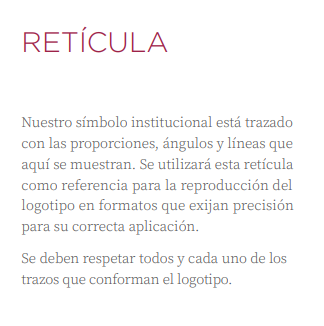 RETÍCULA
Nuestro símbolo institucional está trazado
con las proporciones, ángulos y líneas que
aquí se muestran. Se utilizará esta retícula
como referencia para la reproducción del
logotipo en formatos que exijan precisión
para su correcta aplicación.
Se deben respetar todos y cada uno de los
trazos que conforman el logotipo.